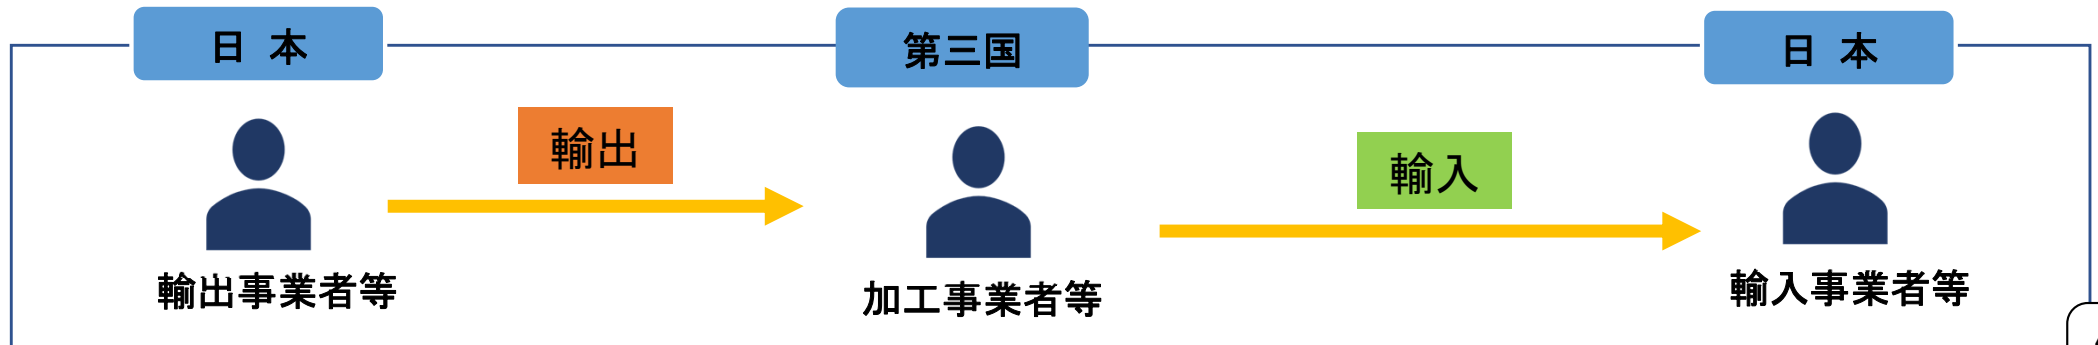 日 本
第三国
日 本
輸出
輸入
輸出事業者等
加工事業者等
輸入事業者等